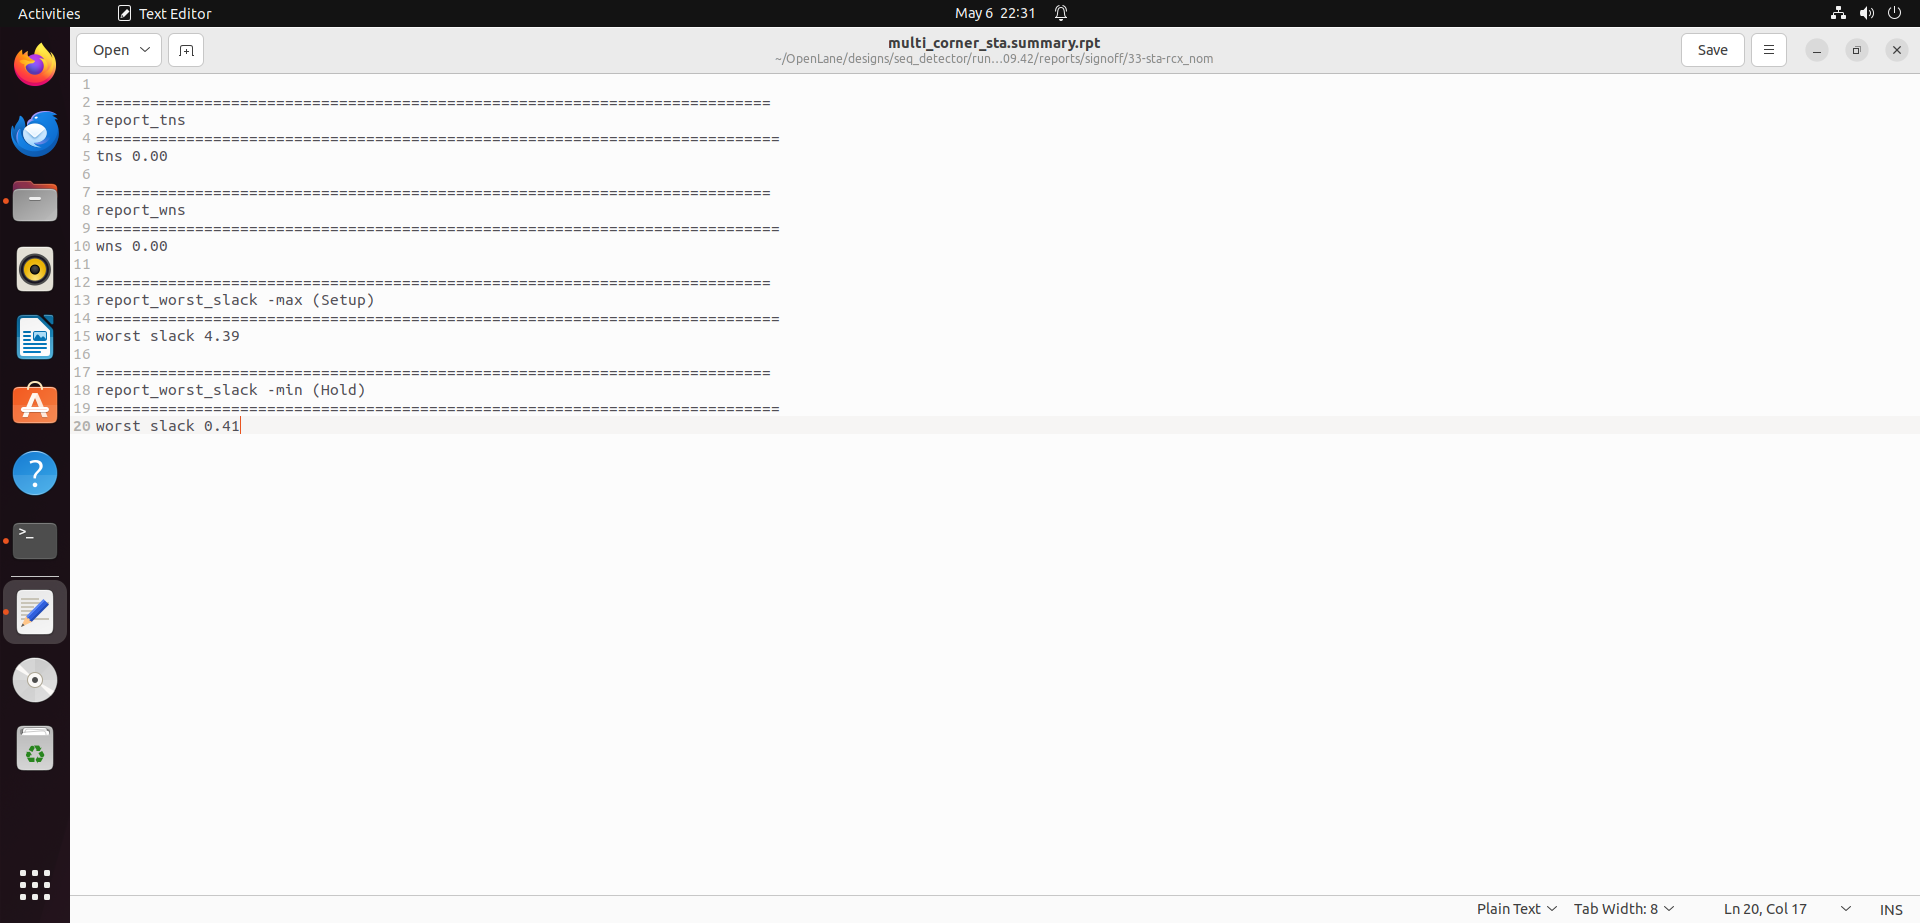 Activities Text Editor May 6 22:31
Open multi_corner_sta.summary.rpt Save
~/OpenLane/designs/seq_detector/run...09.42/reports/signoff/33-sta-rcx_nom
1
2 ===========================================================================
3 report_tns
4 ============================================================================
5 tns 0.00
6
7 ===========================================================================
8 report_wns
9 ============================================================================
10 wns 0.00
11
12 ===========================================================================
13 report_worst_slack -max (Setup)
14 ============================================================================
15 worst slack 4.39
16
17 ===========================================================================
18 report_worst_slack -min (Hold)
19 ============================================================================
20 worst slack 0.41
Plain Text Tab Width: 8 Ln 20, Col 17 INS